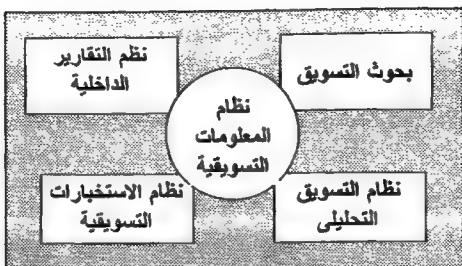 بحوث التسويق
نظم التقارير
الداخلية
نظام
المعلومات
التسويقية
نظام التسويق
التحليلى
نظام الاستخبارات
التسويقية